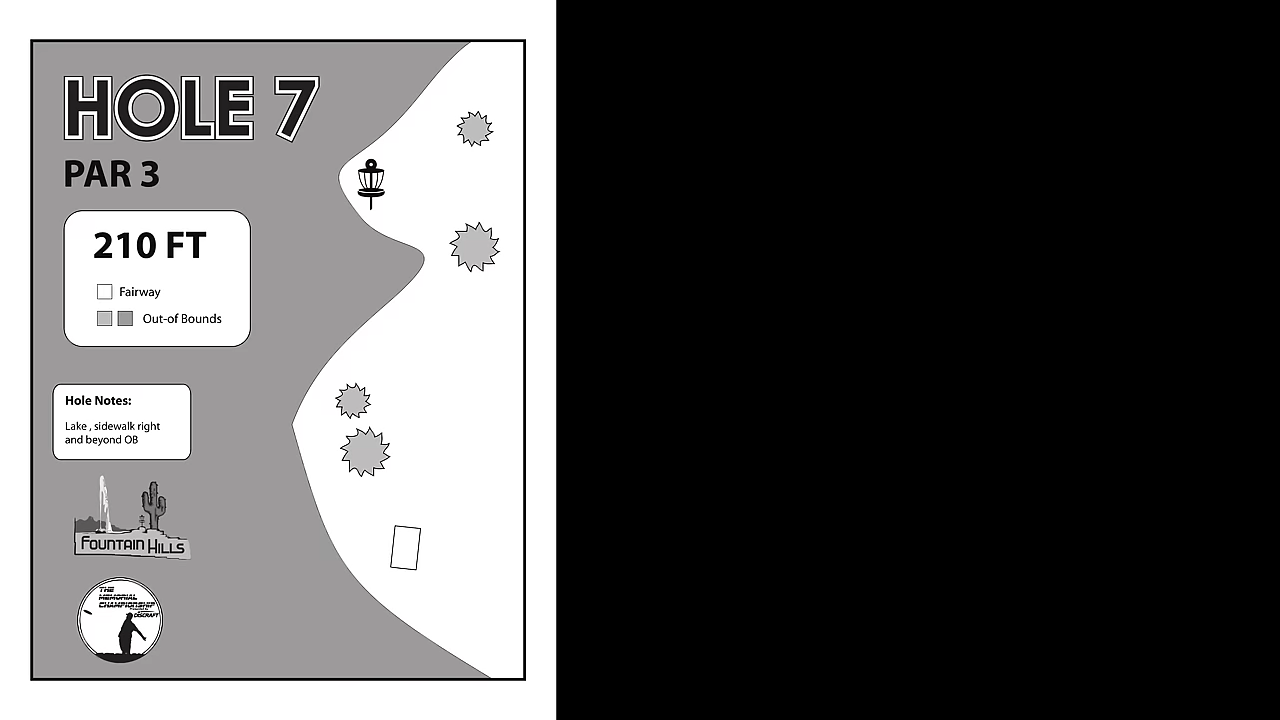 HOLE 7
PAR 3
210 FT
Fairway
Out-of Bounds
Hole Notes:
Lake , sidewalk right
and beyond OB
FOUNTAIN HILLS
THE
MEMORIAL
CHAMPIONSHIP
DISCRAFT